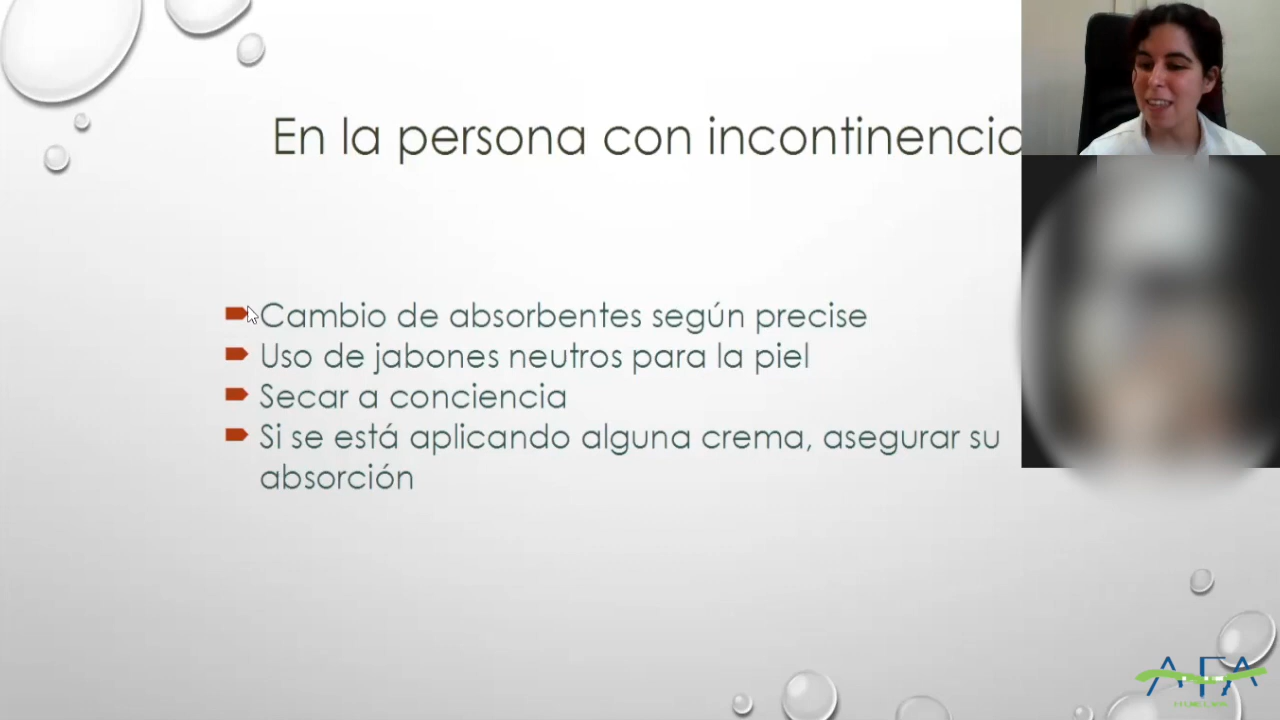 En la persona con incontinencia
Cambio de absorbentes según precise
Uso de jabones neutros para la piel
Secar a conciencia
Si se está aplicando alguna crema, asegurar su
absorción
AFA